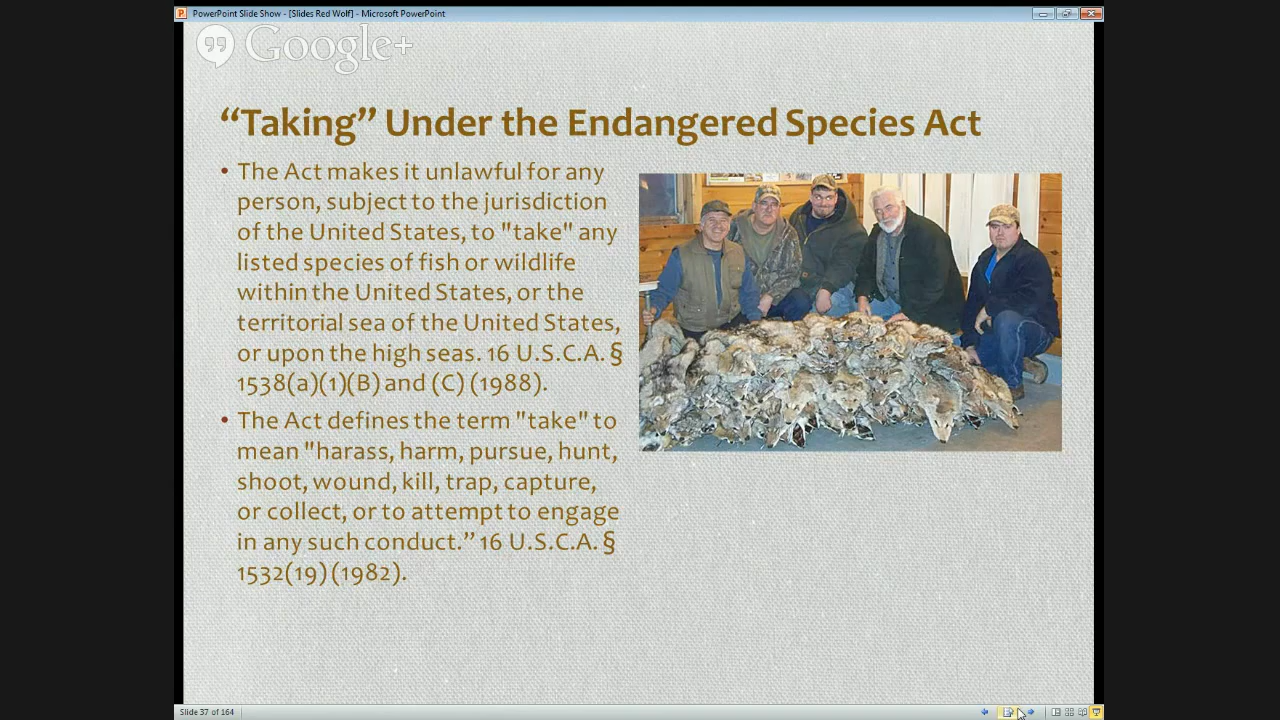 PowerPoint Slide Show - [Slides Red Wolf] - Microsoft PowerPoint
Google+
“Taking” Under the Endangered Species Act
• The Act makes it unlawful for any
person, subject to the jurisdiction
of the United States, to "take" any
listed species of fish or wildlife
within the United States, or the
territorial sea of the United States,
or upon the high seas. 16 U.S.C.A. §
1538(a)(1)(B) and (C) (1988).
• The Act defines the term "take" to
mean "harass, harm, pursue, hunt,
shoot, wound, kill, trap, capture,
or collect, or to attempt to engage
in any such conduct.” 16 U.S.C.A. §
1532(19) (1982).
Slide 37 of 164